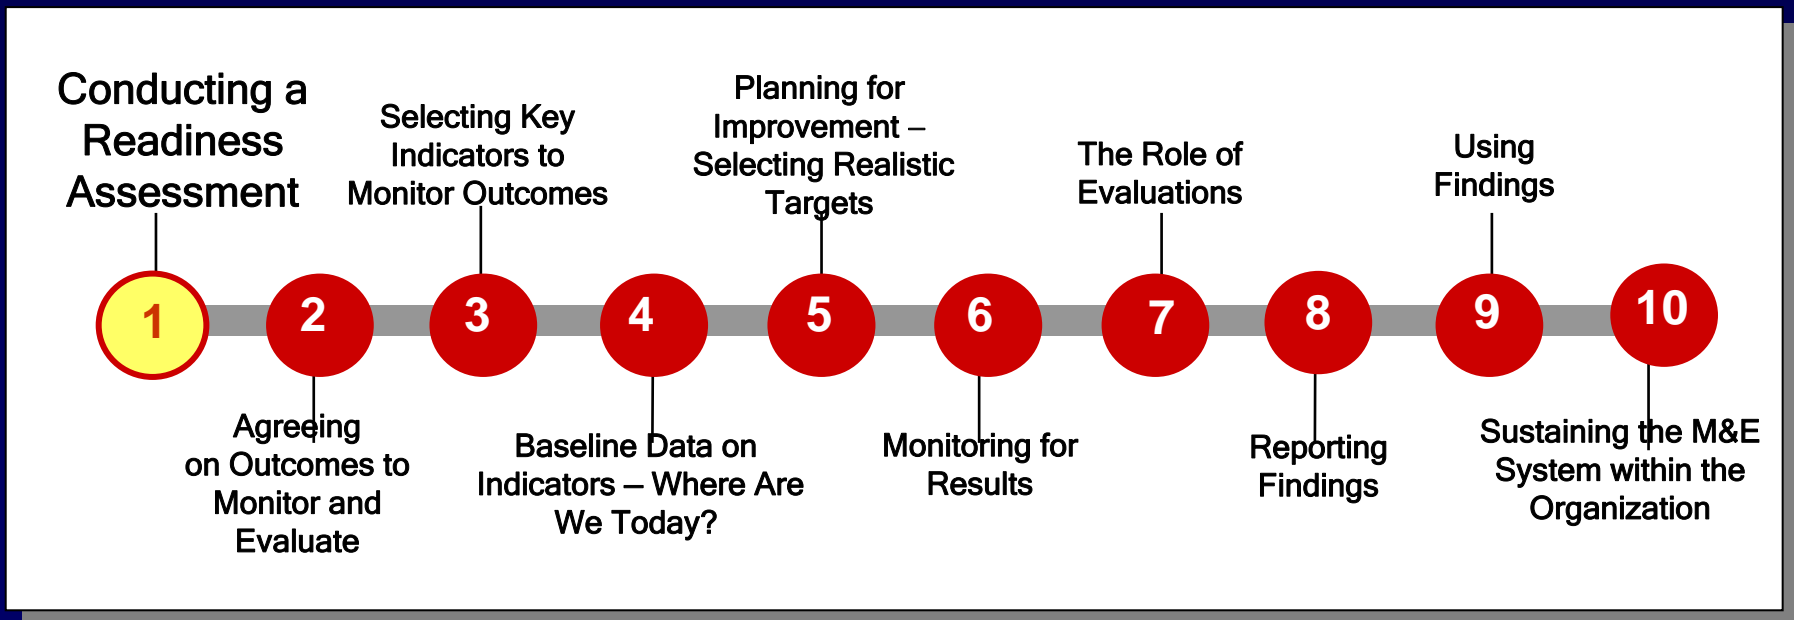 Conducting a
Readiness
Assessment
Selecting Key
Indicators to
Monitor Outcomes
Planning for
Improvement –
Selecting Realistic
Targets
The Role of
Evaluations
Using
Findings
1
2
3
4
5
6
7
8
9
10
Agreeing
on Outcomes to
Monitor and
Evaluate
Baseline Data on
Indicators – Where Are
We Today?
Monitoring for
Results
Reporting
Findings
Sustaining the M&E
System within the
Organization